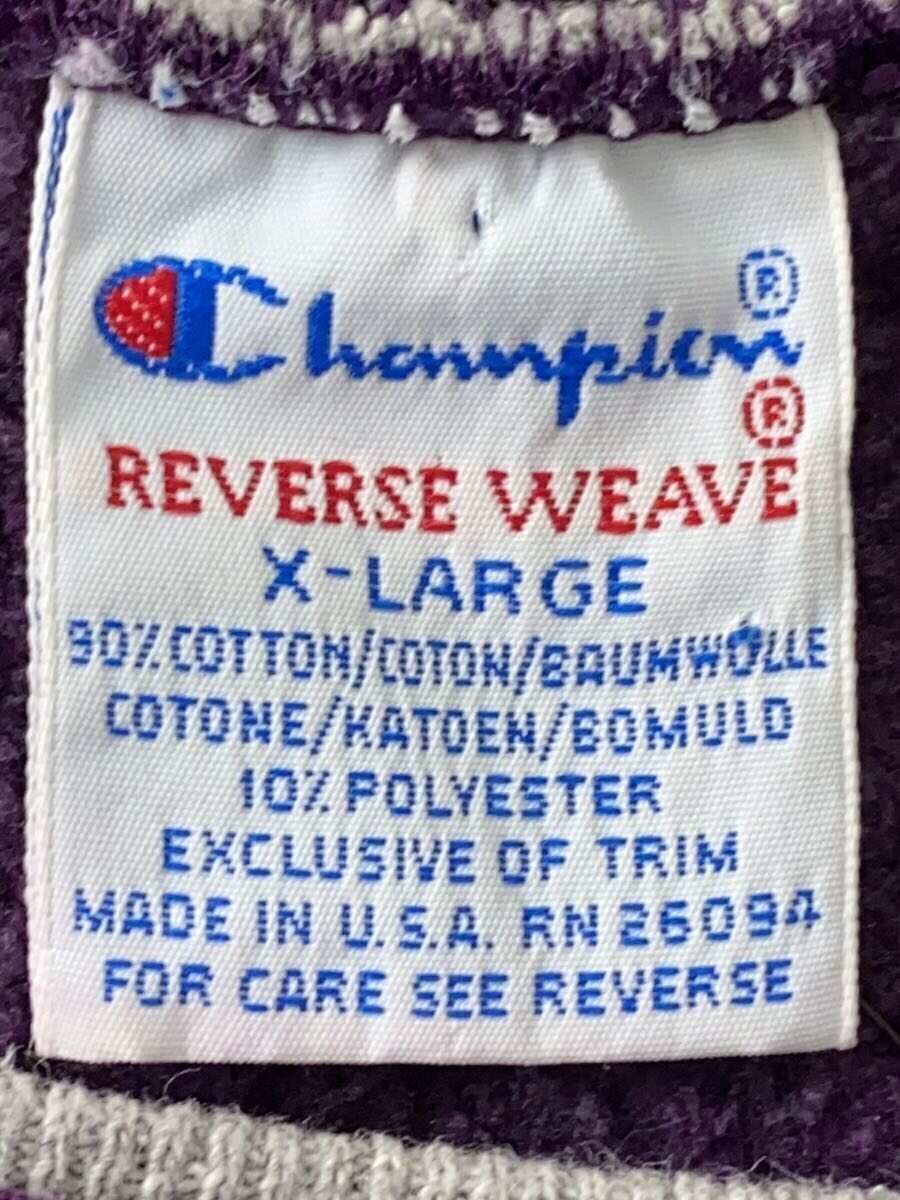 Champion®
®
REVERSE WEAVE
X-LARGE
90% COTTON/COTON/BAUMWOLLE
COTONE/KATOEN/BOMULD
10% POLYESTER
EXCLUSIVE OF TRIM
MADE IN U.S.A. RN 26094
FOR CARE SEE REVERSE